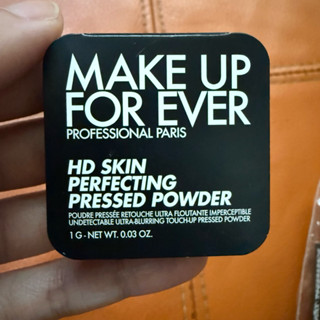 MAKE UP
FOR EVER
PROFESSIONAL PARIS
HD SKIN
PERFECTING
PRESSED POWDER
POUDRE PRESSÉE RETOUCHE ULTRA FLOUTANTE IMPERCEPTIBLE
UNDETECTABLE ULTRA-BLURRING TOUCH-UP PRESSED POWDER
1 G - NET WT. 0.03 OZ.